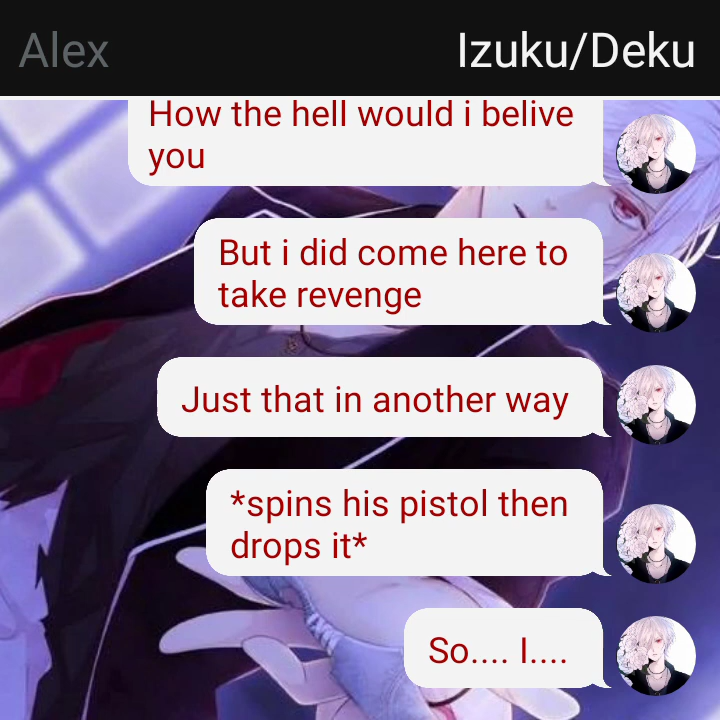 Alex
Izuku/Deku
How the hell would i belive
you
But i did come here to
take revenge
Just that in another way
*spins his pistol then
drops it*
So.... I....